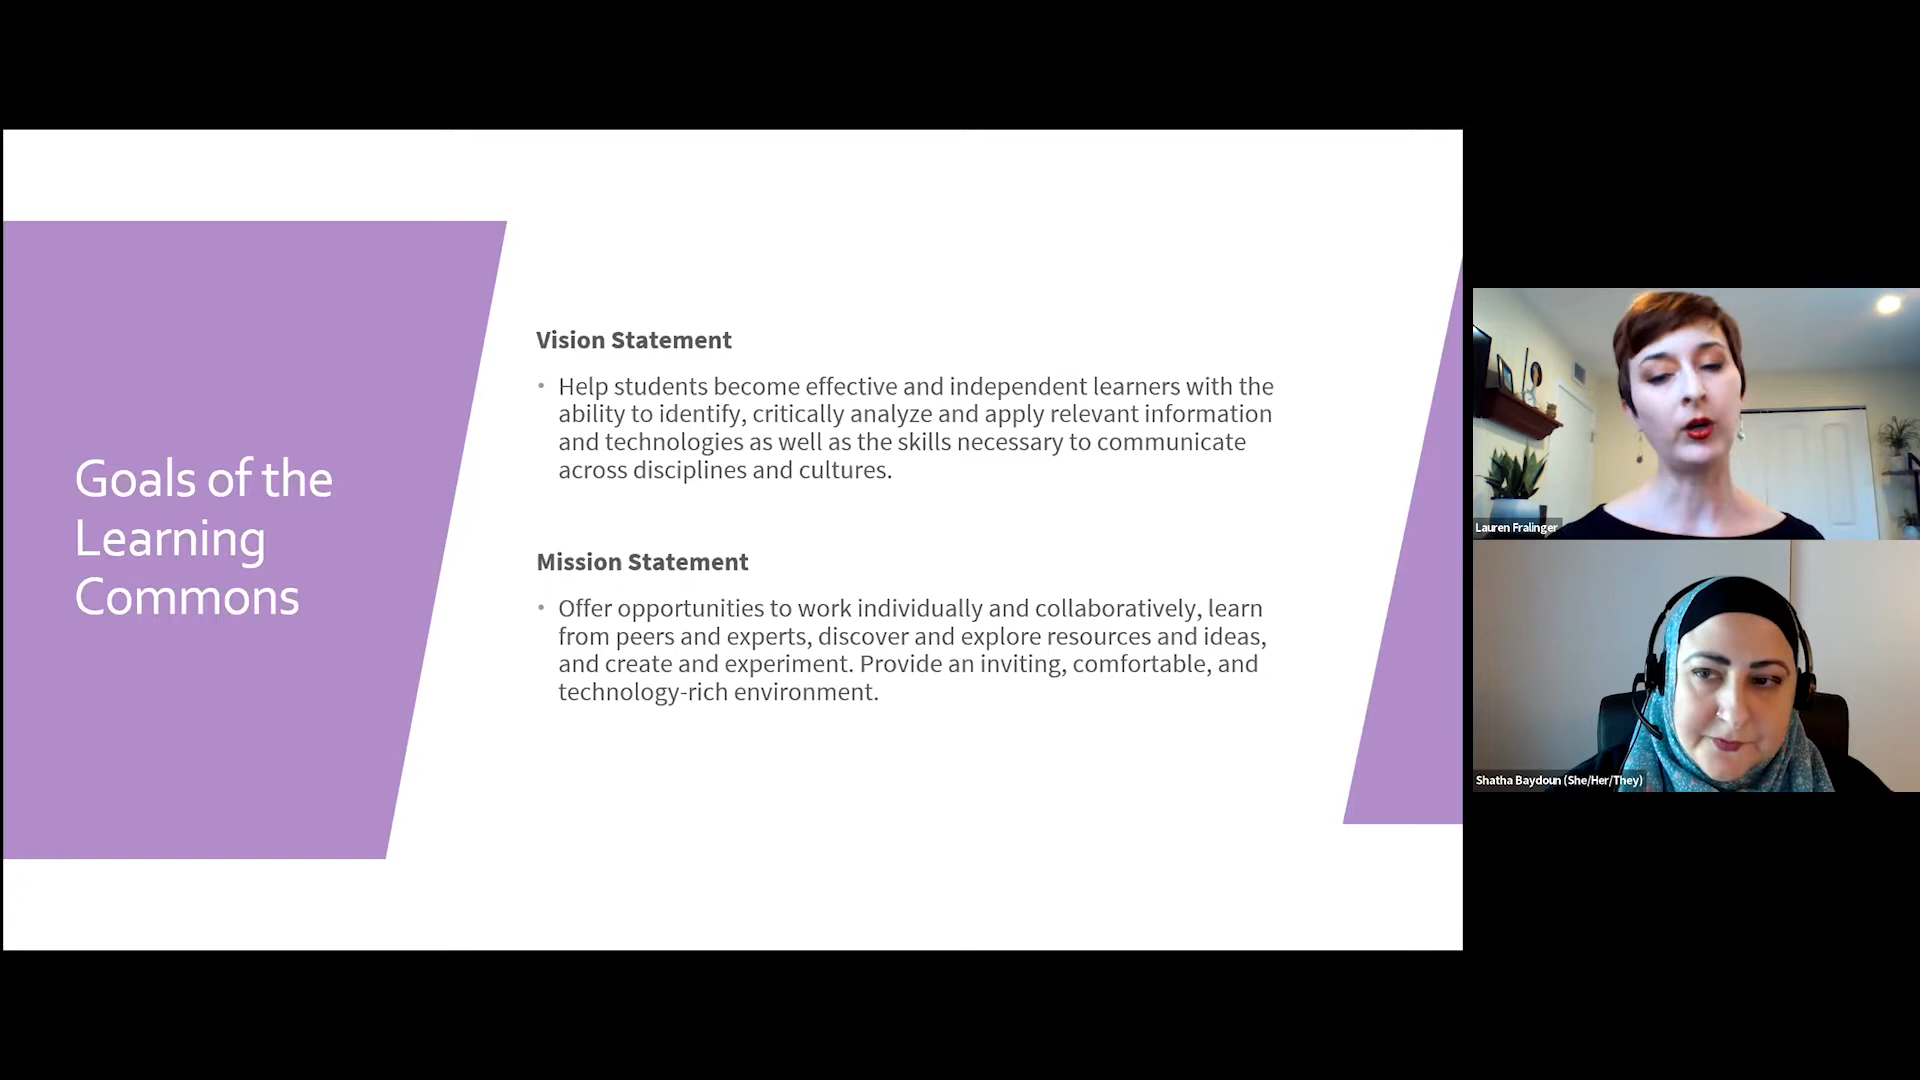 Goals of the
Learning
Commons
Vision Statement
• Help students become effective and independent learners with the
ability to identify, critically analyze and apply relevant information
and technologies as well as the skills necessary to communicate
across disciplines and cultures.
Mission Statement
• Offer opportunities to work individually and collaboratively, learn
from peers and experts, discover and explore resources and ideas,
and create and experiment. Provide an inviting, comfortable, and
technology-rich environment.
Lauren Fralinger
Shatha Baydoun (She/Her/They)